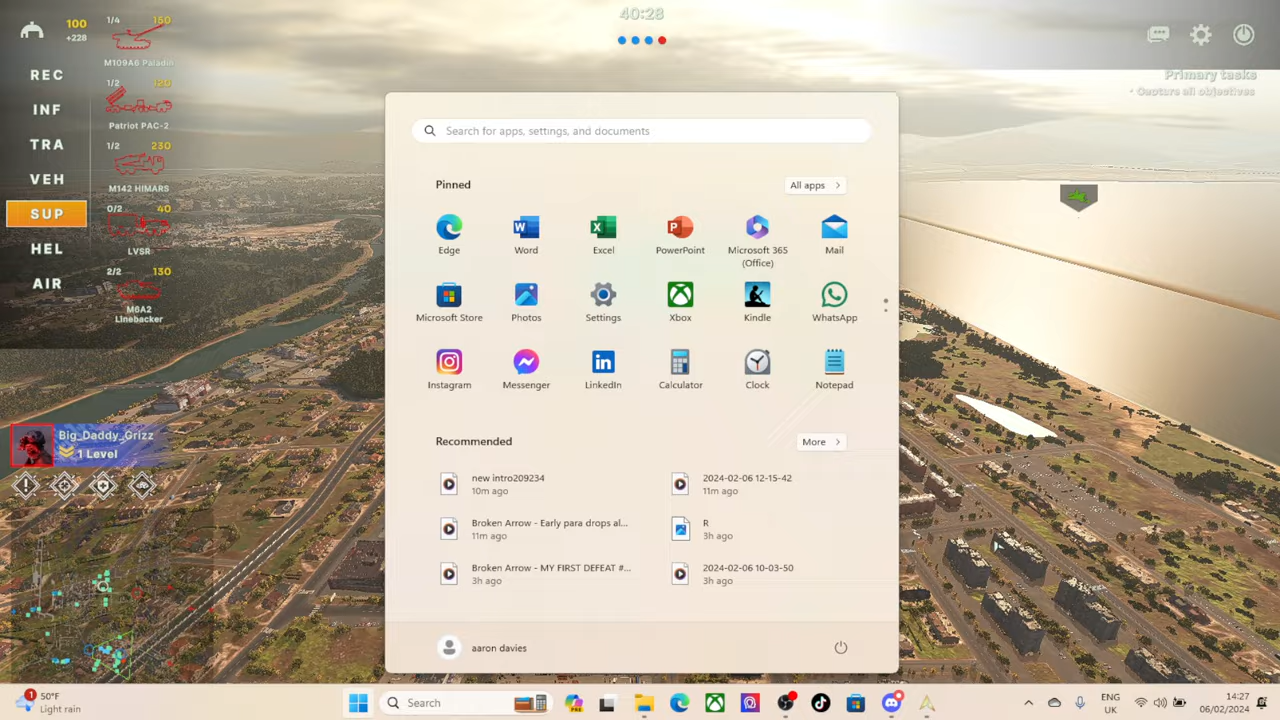 100
+228
1/4 150
M109A6 Paladin
1/2 120
Patriot PAC-2
1/2 230
M142 HIMARS
0/2 40
LVSR
2/2 130
M6A2
Linebacker
REC
INF
TRA
VEH
SUP
HEL
AIR
40:28
Primary tasks
• Capture all objectives
Big_Daddy_Grizz
1 Level
Search for apps, settings, and documents
Pinned
All apps
Edge
Word
Excel
PowerPoint
Microsoft 365
(Office)
Mail
Microsoft Store
Photos
Settings
Xbox
Kindle
WhatsApp
Instagram
Messenger
LinkedIn
Calculator
Clock
Notepad
Recommended
More
new intro209234
10m ago
2024-02-06 12-15-42
11m ago
Broken Arrow - Early para drops al...
11m ago
R
3h ago
Broken Arrow - MY FIRST DEFEAT #...
3h ago
2024-02-06 10-03-50
3h ago
aaron davies
1
50°F
Light rain
Search
PRE
ENG
UK
14:27
06/02/2024